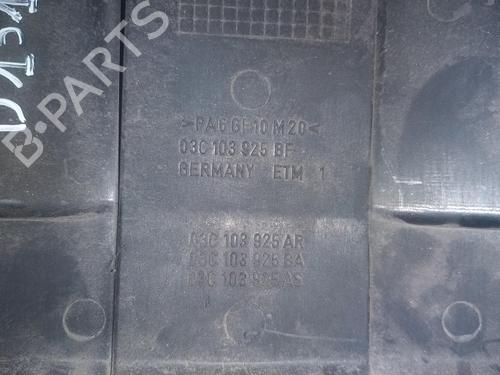 B-PARTS
>PA6 GF10 M20<
03C 103 925 BF
GERMANY ETM 1
03C 103 925 AR
03C 103 925 BA
03C 103 925 AS